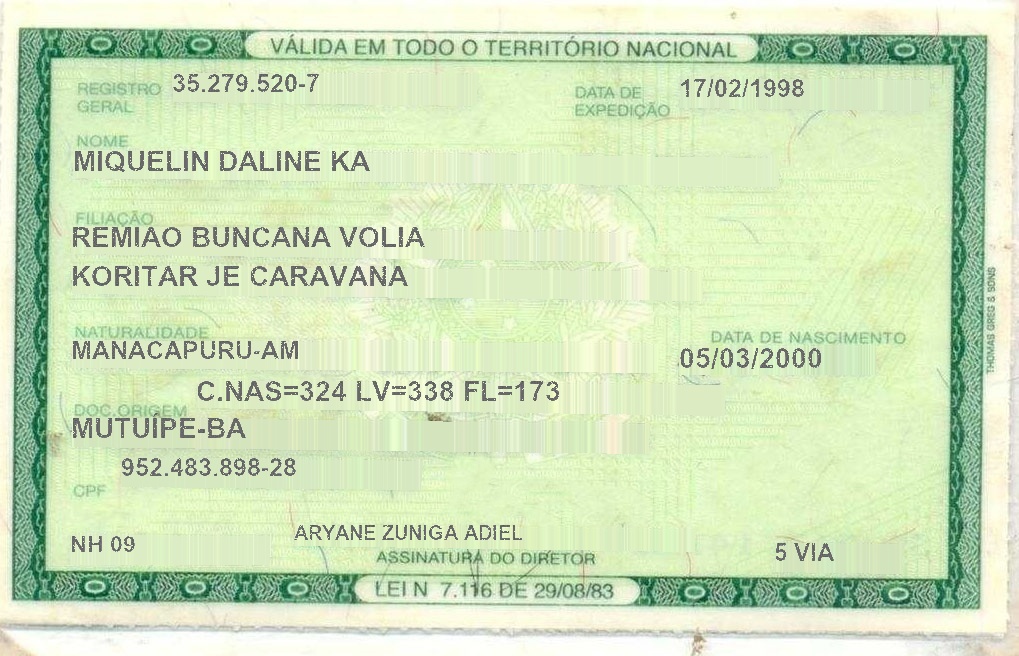 VÁLIDA EM TODO O TERRITÓRIO NACIONAL
REGISTRO GERAL 35.279.520-7 DATA DE EXPEDIÇÃO 17/02/1998
NOME
MIQUELIN DALINE KA
FILIAÇÃO
REMIAO BUNCANA VOLIA
KORITAR JE CARAVANA
NATURALIDADE DATA DE NASCIMENTO
MANACAPURU-AM 05/03/2000
C.NAS=324 LV=338 FL=173
DOC.ORIGEM
MUTUÍPE-BA
952.483.898-28
CPF
NH 09 ARYANE ZUNIGA ADIEL 5 VIA
ASSINATURA DO DIRETOR
LEI N 7.116 DE 29/08/83
THOMAS GREG & SONS